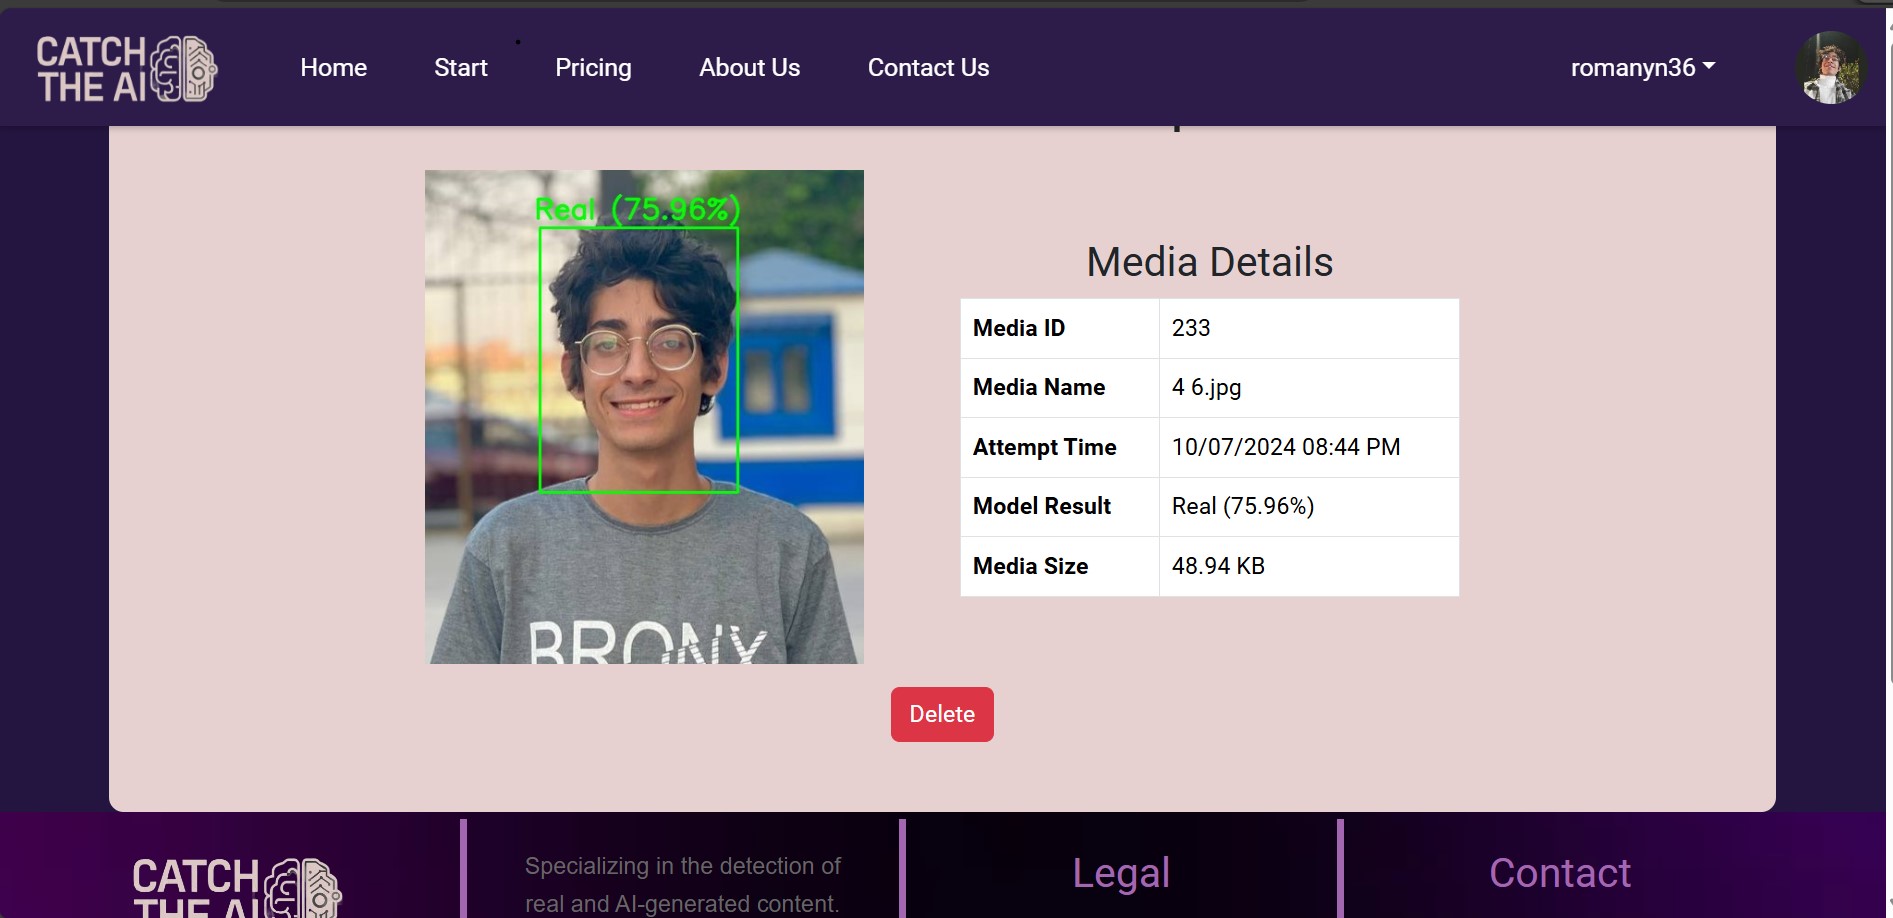 CATCH
THE AI
Home
Start
Pricing
About Us
Contact Us
romanyn36
Real (75.96%)
BRONX
Media Details
Media ID 233
Media Name 4 6.jpg
Attempt Time 10/07/2024 08:44 PM
Model Result Real (75.96%)
Media Size 48.94 KB
Delete
CATCH
THE AI
Specializing in the detection of
real and AI-generated content.
Legal
Contact